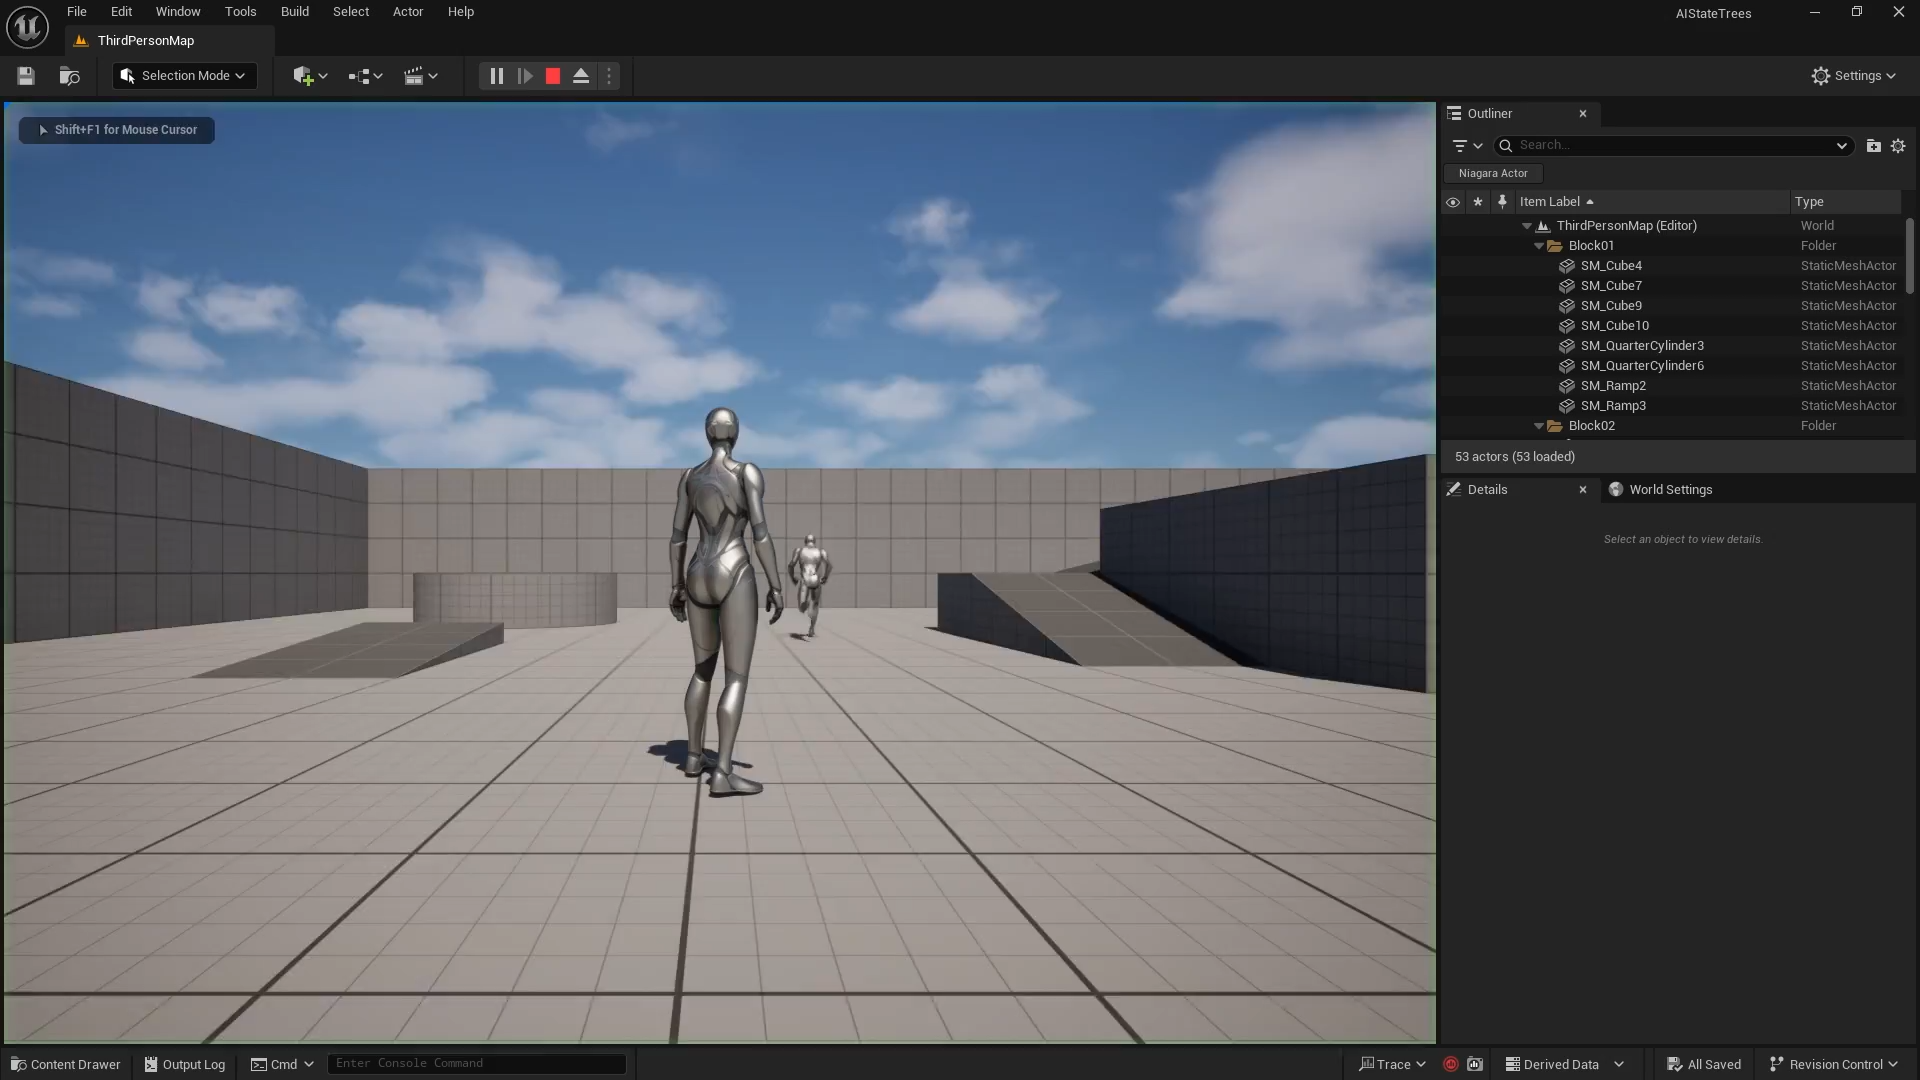 File Edit Window Tools Build Select Actor Help
AIStateTrees
ThirdPersonMap
Selection Mode
Settings
Shift+F1 for Mouse Cursor
Outliner
Search...
Niagara Actor
Item Label Type
ThirdPersonMap (Editor) World
Block01 Folder
SM_Cube4 StaticMeshActor
SM_Cube7 StaticMeshActor
SM_Cube9 StaticMeshActor
SM_Cube10 StaticMeshActor
SM_QuarterCylinder3 StaticMeshActor
SM_QuarterCylinder6 StaticMeshActor
SM_Ramp2 StaticMeshActor
SM_Ramp3 StaticMeshActor
Block02 Folder
53 actors (53 loaded)
Details World Settings
Select an object to view details.
Content Drawer Output Log Cmd Enter Console Command Trace Derived Data All Saved Revision Control